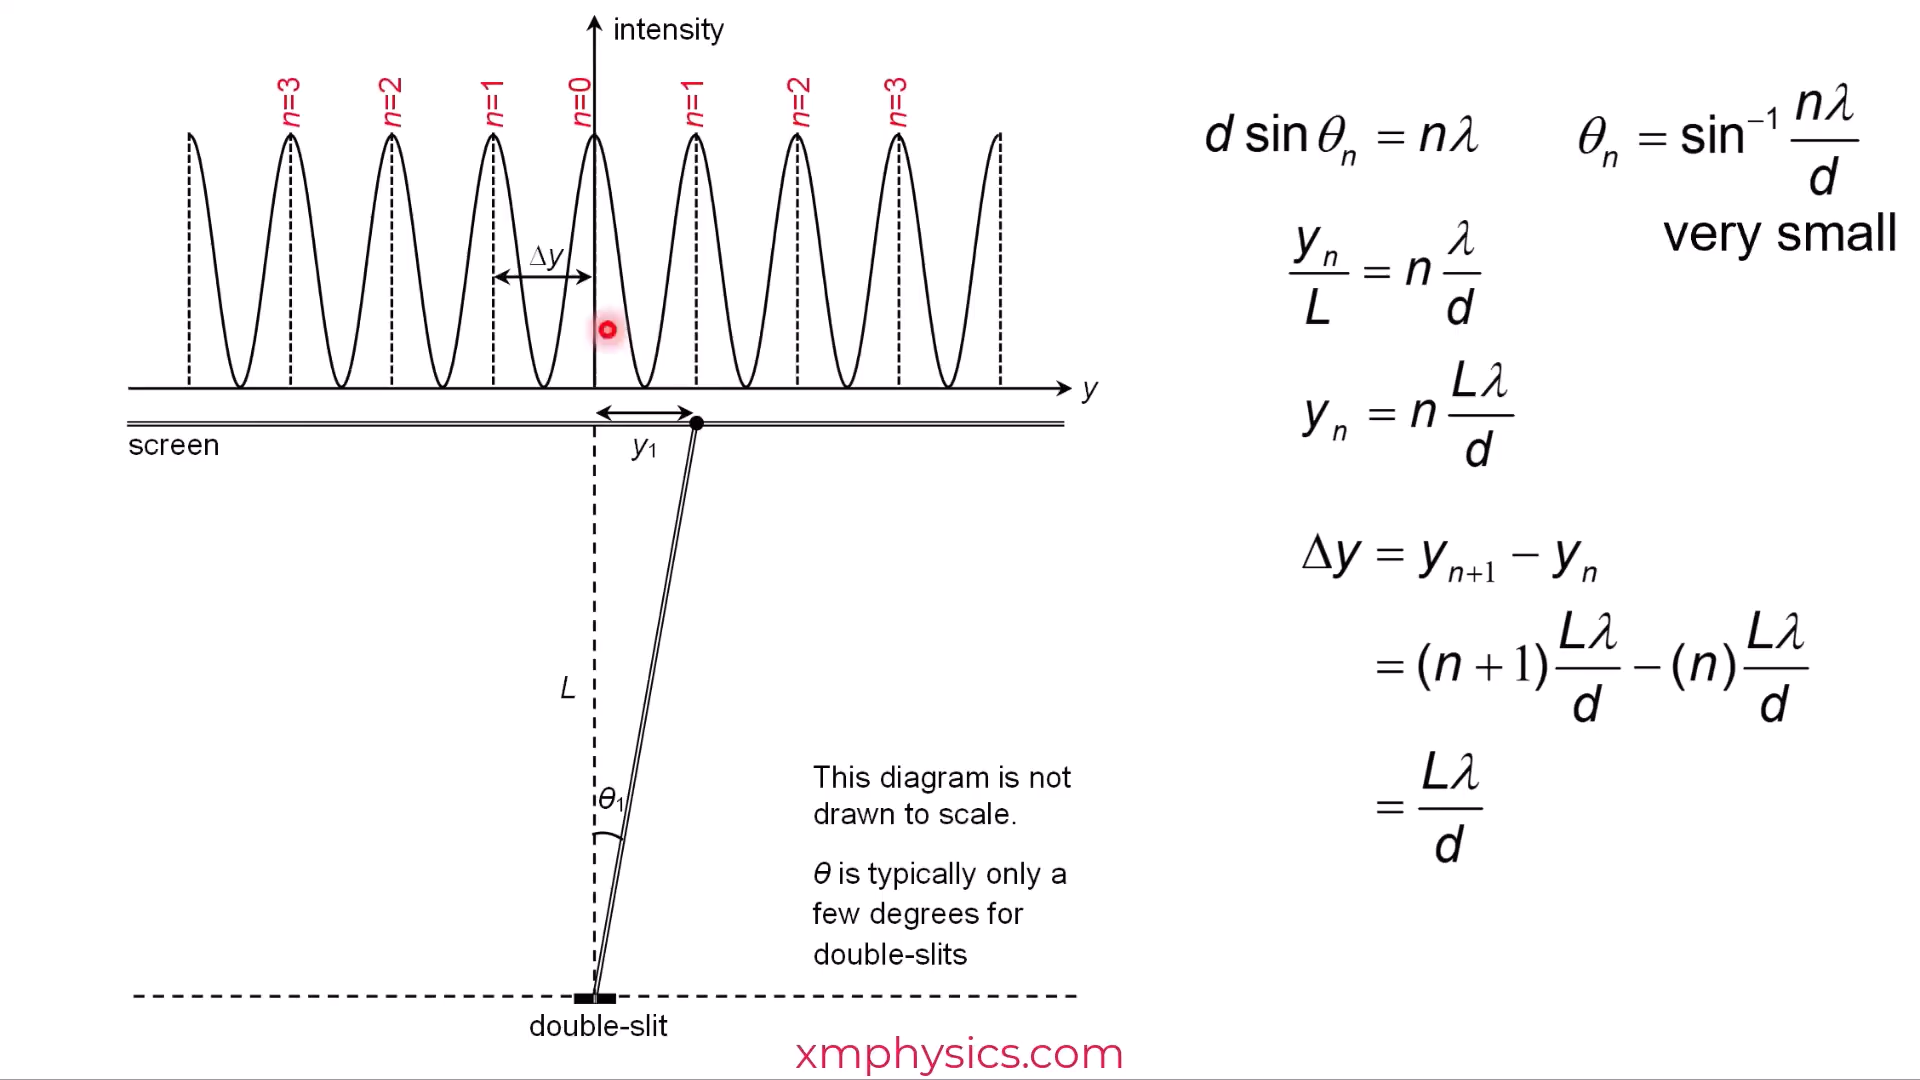 intensity
n=3
n=2
n=1
n=0
n=1
n=2
n=3
Δy
y
screen
y₁
L
θ₁
This diagram is not
drawn to scale.
θ is typically only a
few degrees for
double-slits
double-slit
d sin θₙ = nλ
θₙ = sin⁻¹ nλ/d
very small
yₙ/L = n λ/d
yₙ = n Lλ/d
Δy = yₙ₊₁ − yₙ
= (n + 1) Lλ/d − (n) Lλ/d
= Lλ/d
xmphysics.com